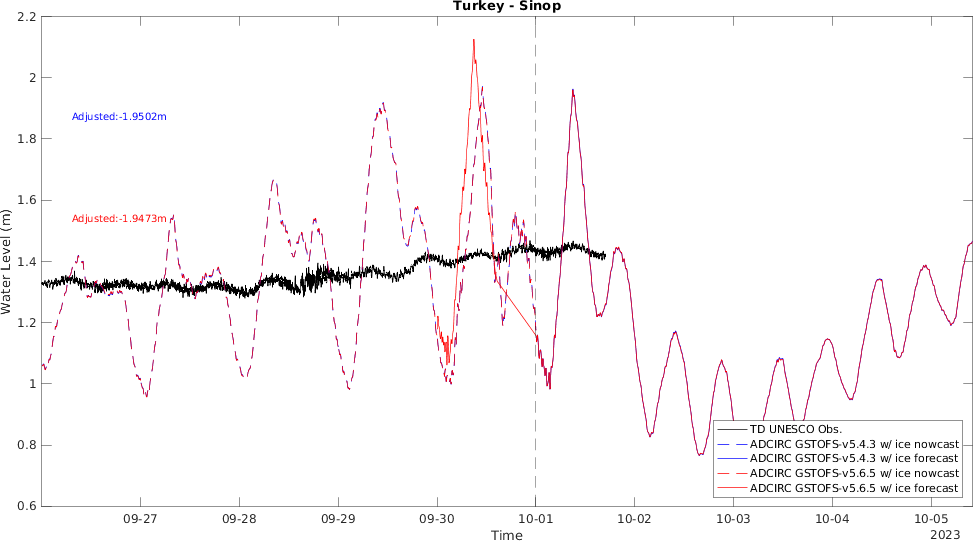 Turkey - Sinop
Water Level (m)
2.2
2
1.8
1.6
1.4
1.2
1
0.8
0.6
Adjusted:-1.9502m
Adjusted:-1.9473m
TD UNESCO Obs.
ADCIRC GSTOFS-v5.4.3 w/ ice nowcast
ADCIRC GSTOFS-v5.4.3 w/ ice forecast
ADCIRC GSTOFS-v5.6.5 w/ ice nowcast
ADCIRC GSTOFS-v5.6.5 w/ ice forecast
09-27 09-28 09-29 09-30 10-01 10-02 10-03 10-04 10-05
Time
2023